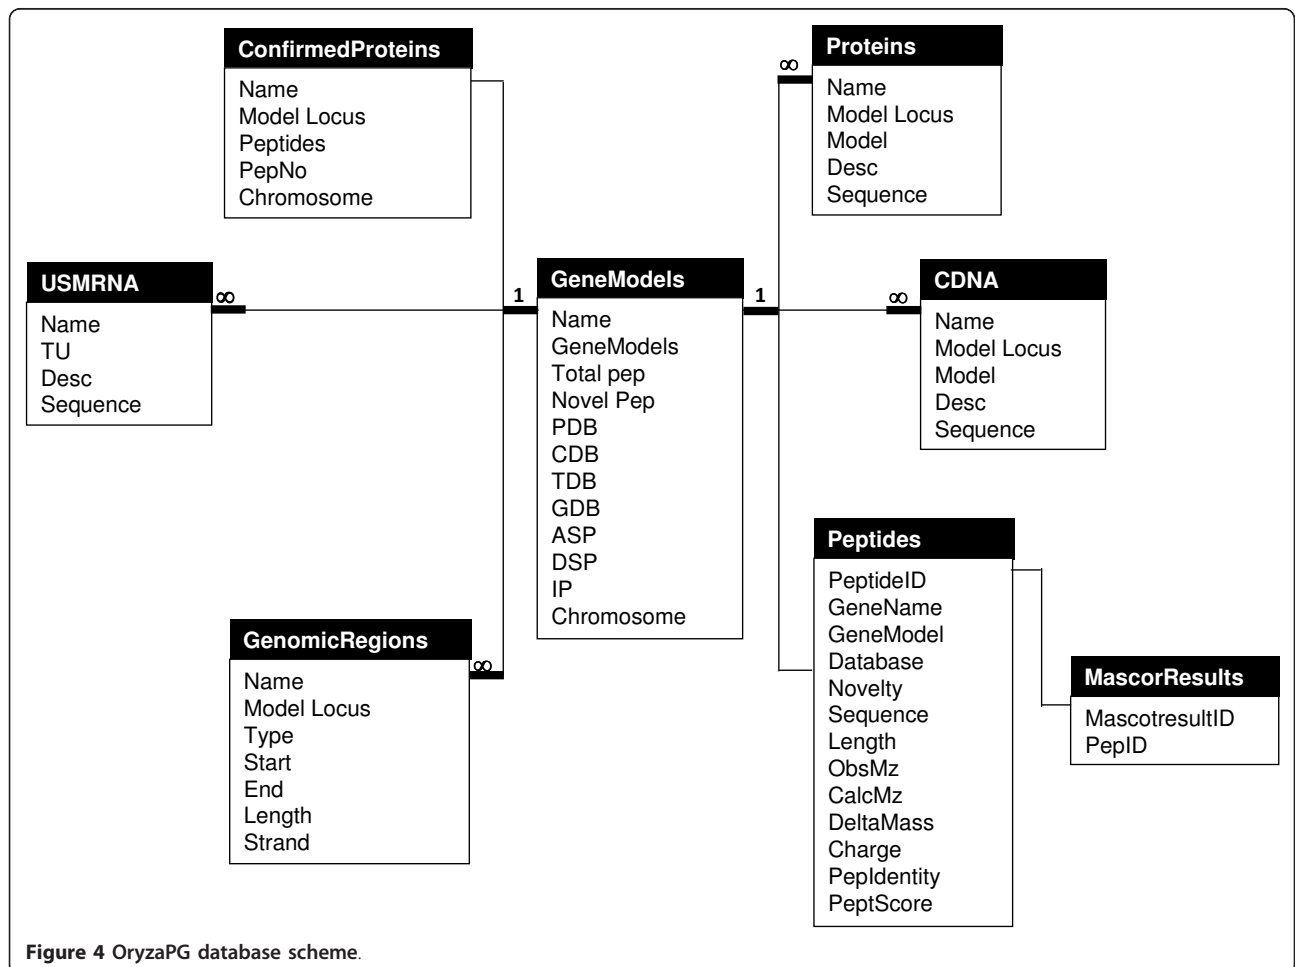 ConfirmedProteins
Name
Model Locus
Peptides
PepNo
Chromosome
Proteins
∞
Name
Model Locus
Model
Desc
Sequence
USMRNA
∞
Name
TU
Desc
Sequence
1
GeneModels
1
Name
GeneModels
Total pep
Novel Pep
PDB
CDB
TDB
GDB
ASP
DSP
IP
Chromosome
∞
CDNA
Name
Model Locus
Model
Desc
Sequence
GenomicRegions
∞
Name
Model Locus
Type
Start
End
Length
Strand
Peptides
PeptideID
GeneName
GeneModel
Database
Novelty
Sequence
Length
ObsMz
CalcMz
DeltaMass
Charge
PepIdentity
PeptScore
MascorResults
MascotresultID
PepID
Figure 4 OryzaPG database scheme.